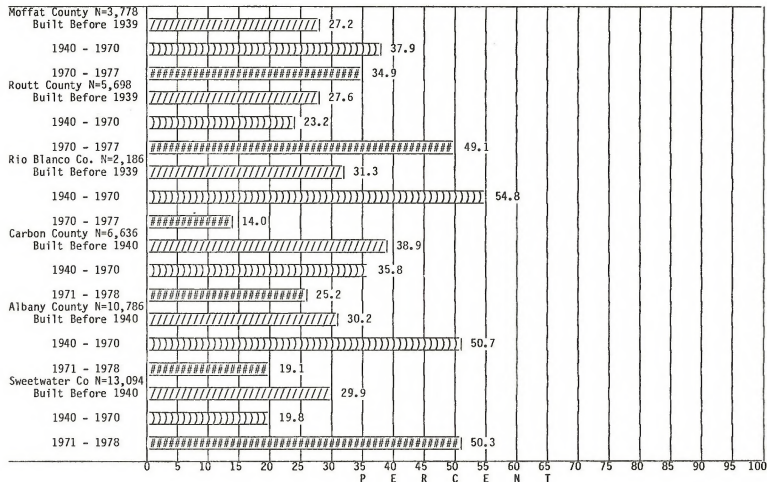 Moffat County N=3,778
Built Before 1939 27.2
1940 - 1970 37.9
1970 - 1977 34.9
Routt County N=5,698
Built Before 1939 27.6
1940 - 1970 23.2
1970 - 1977 49.1
Rio Blanco Co. N=2,186
Built Before 1939 31.3
1940 - 1970 54.8
1970 - 1977 14.0
Carbon County N=6,636
Built Before 1940 38.9
1940 - 1970 35.8
1971 - 1978 25.2
Albany County N=10,786
Built Before 1940 30.2
1940 - 1970 50.7
1971 - 1978 19.1
Sweetwater Co N=13,094
Built Before 1940 29.9
1940 - 1970 19.8
1971 - 1978 50.3
0 5 10 15 20 25 30 35 40 45 50 55 60 65 70 75 80 85 90 95 100
P E R C E N T